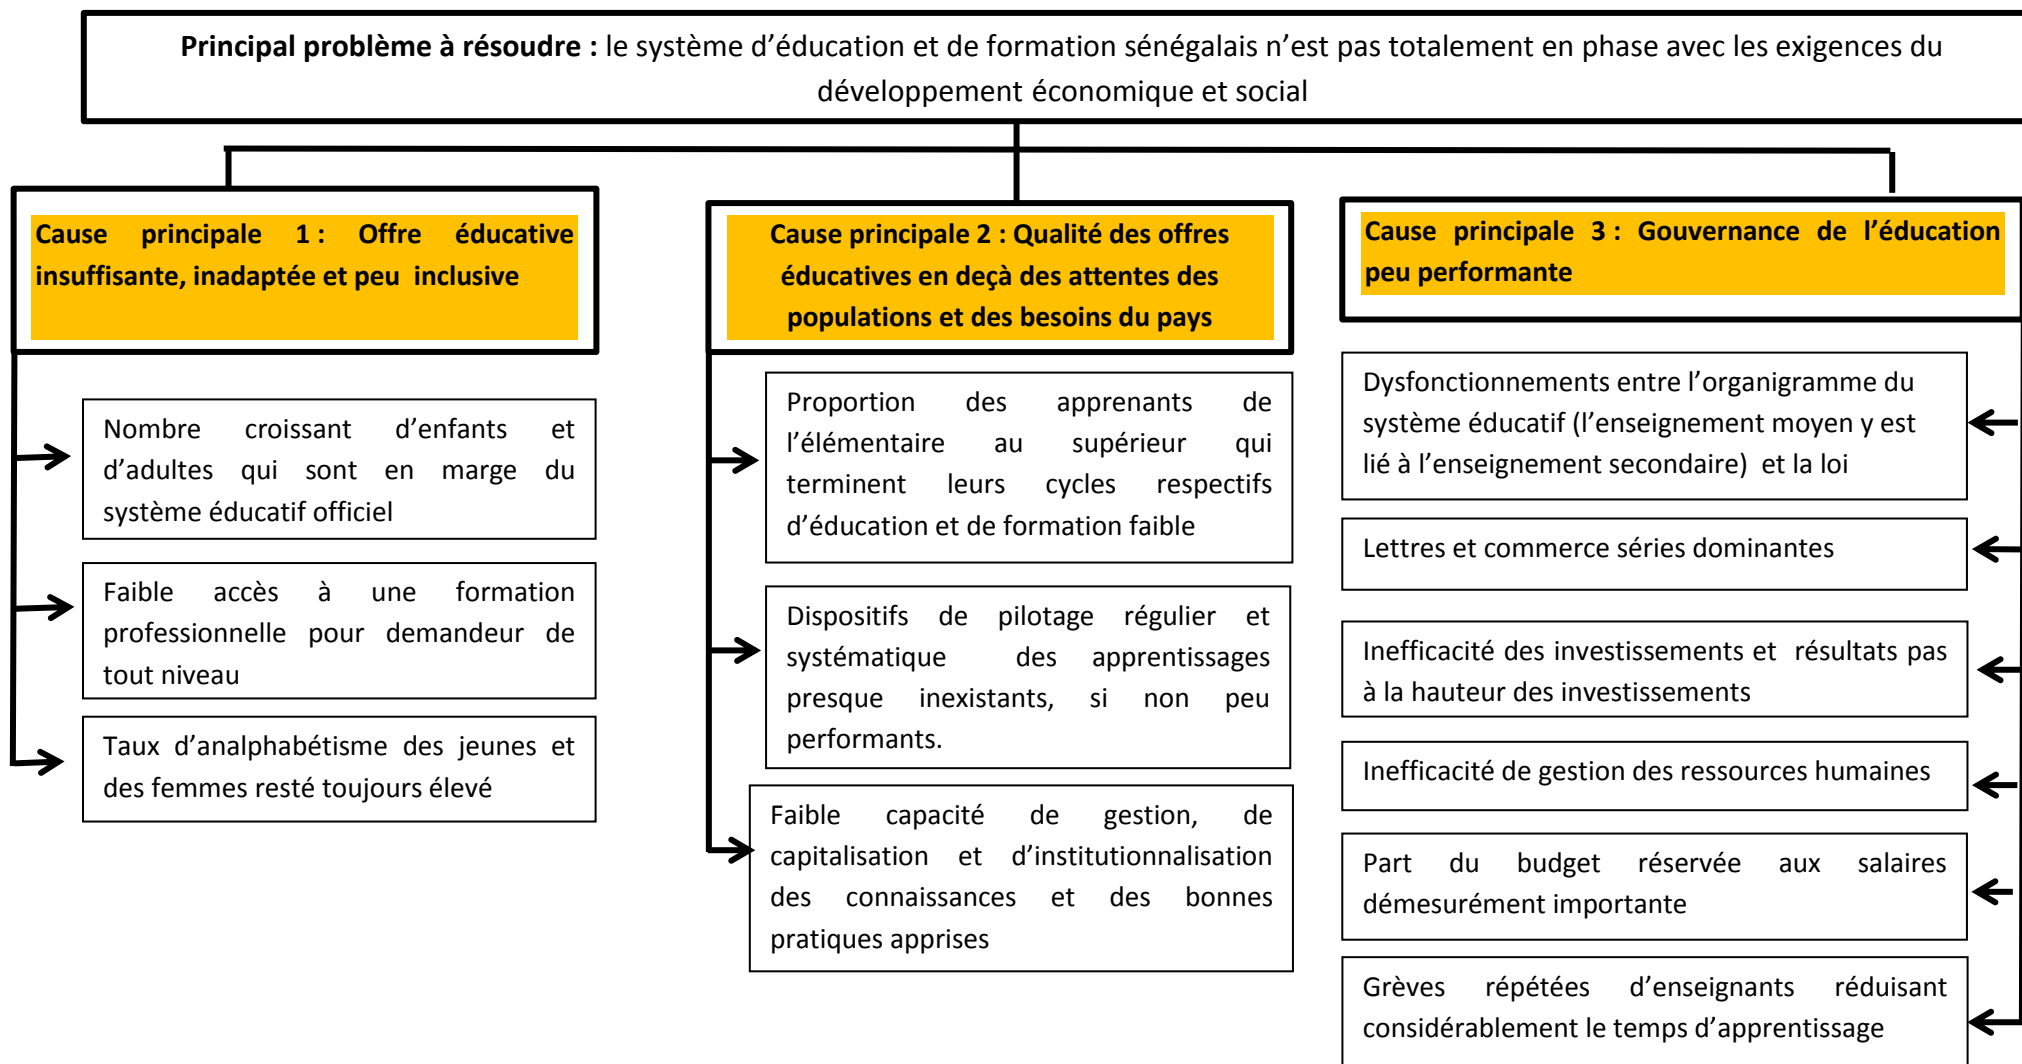 Principal problème à résoudre : le système d’éducation et de formation sénégalais n’est pas totalement en phase avec les exigences du
développement économique et social
Cause principale 1 : Offre éducative
insuffisante, inadaptée et peu inclusive
Nombre croissant d’enfants et
d’adultes qui sont en marge du
système éducatif officiel
Faible accès à une formation
professionnelle pour demandeur de
tout niveau
Taux d’analphabétisme des jeunes et
des femmes resté toujours élevé
Cause principale 2 : Qualité des offres
éducatives en deçà des attentes des
populations et des besoins du pays
Proportion des apprenants de
l’élémentaire au supérieur qui
terminent leurs cycles respectifs
d’éducation et de formation faible
Dispositifs de pilotage régulier et
systématique des apprentissages
presque inexistants, si non peu
performants.
Faible capacité de gestion, de
capitalisation et d’institutionnalisation
des connaissances et des bonnes
pratiques apprises
Cause principale 3 : Gouvernance de l’éducation
peu performante
Dysfonctionnements entre l’organigramme du
système éducatif (l’enseignement moyen y est
lié à l’enseignement secondaire) et la loi
Lettres et commerce séries dominantes
Inefficacité des investissements et résultats pas
à la hauteur des investissements
Inefficacité de gestion des ressources humaines
Part du budget réservée aux salaires
démesurément importante
Grèves répétées d’enseignants réduisant
considérablement le temps d’apprentissage